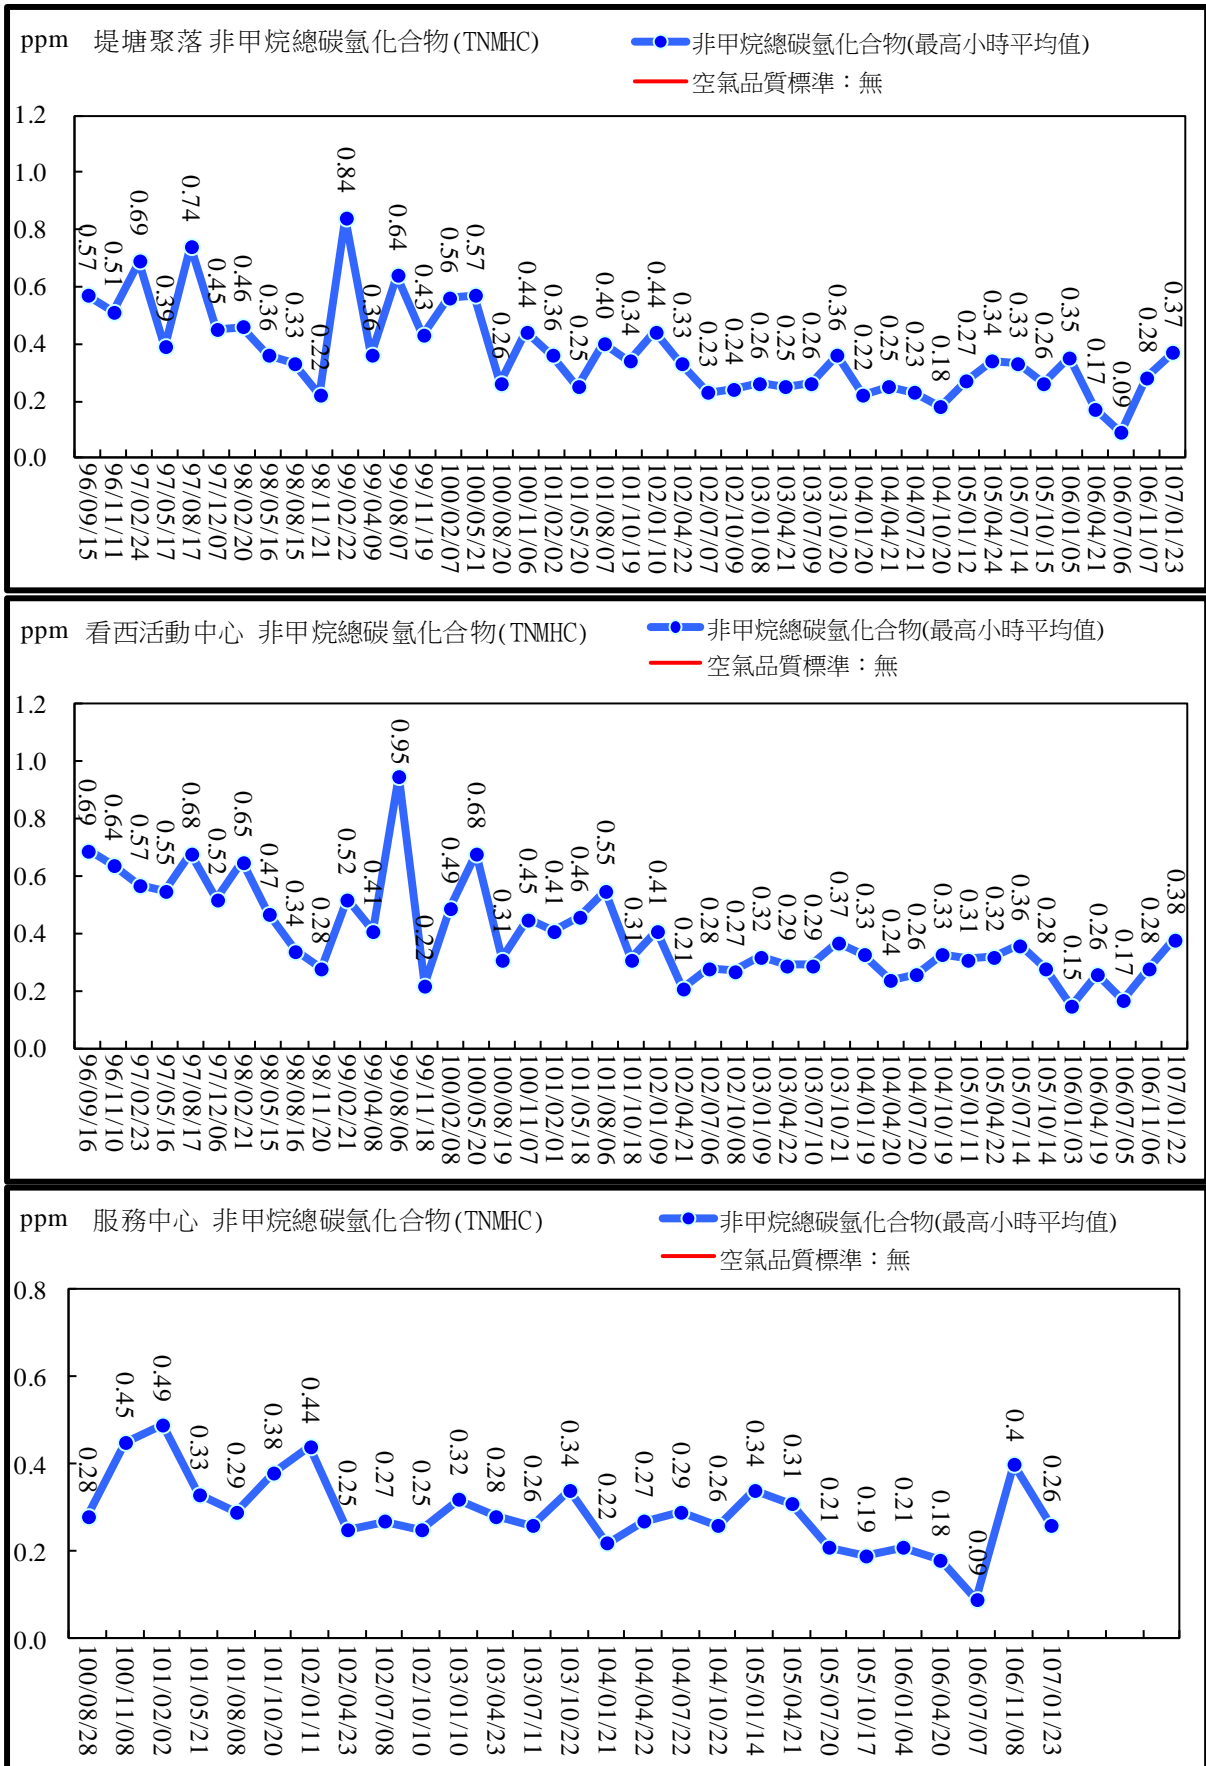 ppm 堤塘聚落 非甲烷總碳氫化合物(TNMHC)
非甲烷總碳氫化合物(最高小時平均值)
空氣品質標準：無
1.2
1.0
0.8
0.6
0.4
0.2
0.0
0.57 0.51 0.69 0.39 0.74 0.45 0.46 0.36 0.33 0.22 0.84 0.36 0.64 0.43 0.56 0.57 0.26 0.44 0.36 0.25 0.40 0.34 0.44 0.33 0.23 0.24 0.26 0.25 0.26 0.36 0.22 0.25 0.23 0.18 0.27 0.34 0.33 0.26 0.35 0.17 0.09 0.28 0.37
96/09/15 96/11/11 97/02/24 97/05/17 97/08/17 97/12/07 98/02/20 98/05/16 98/08/15 98/11/21 99/02/22 99/04/09 99/08/07 99/11/19 100/02/07 100/05/21 100/08/20 100/11/06 101/02/02 101/05/20 101/08/07 101/10/19 102/01/10 102/04/22 102/07/07 102/10/09 103/01/08 103/04/21 103/07/09 103/10/20 104/01/20 104/04/21 104/07/21 104/10/20 105/01/12 105/04/24 105/07/14 105/10/15 106/01/05 106/04/21 106/07/06 106/11/07 107/01/23
ppm 看西活動中心 非甲烷總碳氫化合物(TNMHC)
非甲烷總碳氫化合物(最高小時平均值)
空氣品質標準：無
1.2
1.0
0.8
0.6
0.4
0.2
0.0
0.69 0.64 0.57 0.55 0.68 0.52 0.65 0.47 0.34 0.28 0.52 0.41 0.95 0.22 0.49 0.68 0.31 0.45 0.41 0.46 0.55 0.31 0.41 0.21 0.28 0.27 0.32 0.29 0.29 0.37 0.33 0.24 0.26 0.33 0.31 0.32 0.36 0.28 0.15 0.26 0.17 0.28 0.38
96/09/16 96/11/10 97/02/23 97/05/16 97/08/17 97/12/06 98/02/21 98/05/15 98/08/16 98/11/20 99/02/21 99/04/08 99/08/06 99/11/18 100/02/08 100/05/20 100/08/19 100/11/07 101/02/01 101/05/18 101/08/06 101/10/18 102/01/09 102/04/21 102/07/06 102/10/08 103/01/09 103/04/22 103/07/10 103/10/21 104/01/19 104/04/20 104/07/20 104/10/19 105/01/11 105/04/22 105/07/14 105/10/14 106/01/03 106/04/19 106/07/05 106/11/06 107/01/22
ppm 服務中心 非甲烷總碳氫化合物(TNMHC)
非甲烷總碳氫化合物(最高小時平均值)
空氣品質標準：無
0.8
0.6
0.4
0.2
0.0
0.28 0.45 0.49 0.33 0.29 0.38 0.44 0.25 0.27 0.25 0.32 0.28 0.26 0.34 0.22 0.27 0.29 0.26 0.34 0.31 0.21 0.19 0.21 0.18 0.09 0.4 0.26
100/08/28 100/11/08 101/02/02 101/05/21 101/08/08 101/10/20 102/01/11 102/04/23 102/07/08 102/10/10 103/01/10 103/04/23 103/07/11 103/10/22 104/01/21 104/04/22 104/07/22 104/10/22 105/01/14 105/04/21 105/07/20 105/10/17 106/01/04 106/04/20 106/07/07 106/11/08 107/01/23